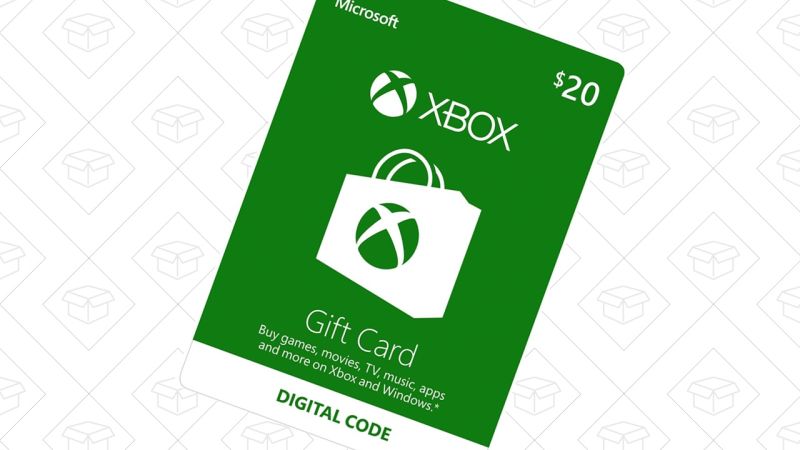 Microsoft
$20
XBOX
Gift Card
Buy games, movies, TV, music, apps
and more on Xbox and Windows.*
DIGITAL CODE